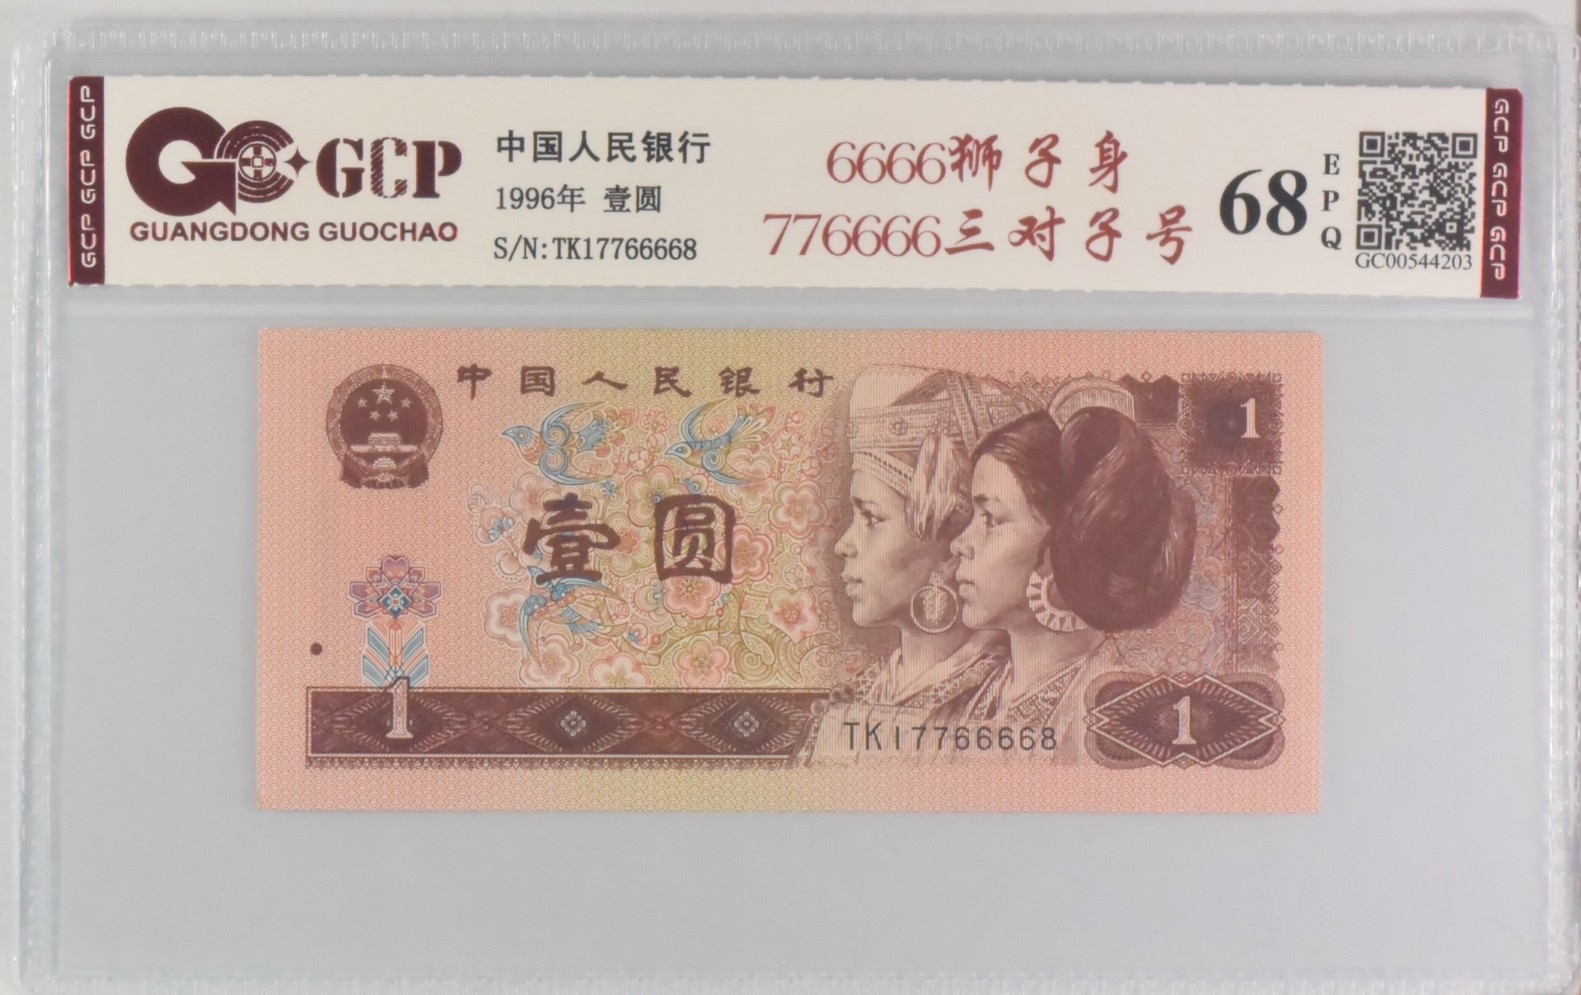 GCP GCP GCP
GCP
GUANGDONG GUOCHAO
中国人民银行
1996年 壹圆
S/N:TK17766668
6666狮子身
776666三对子号
68
EPQ
GC00544203
GCP GCP GCP
中国人民银行
1
壹圆
1
TK17766668
1